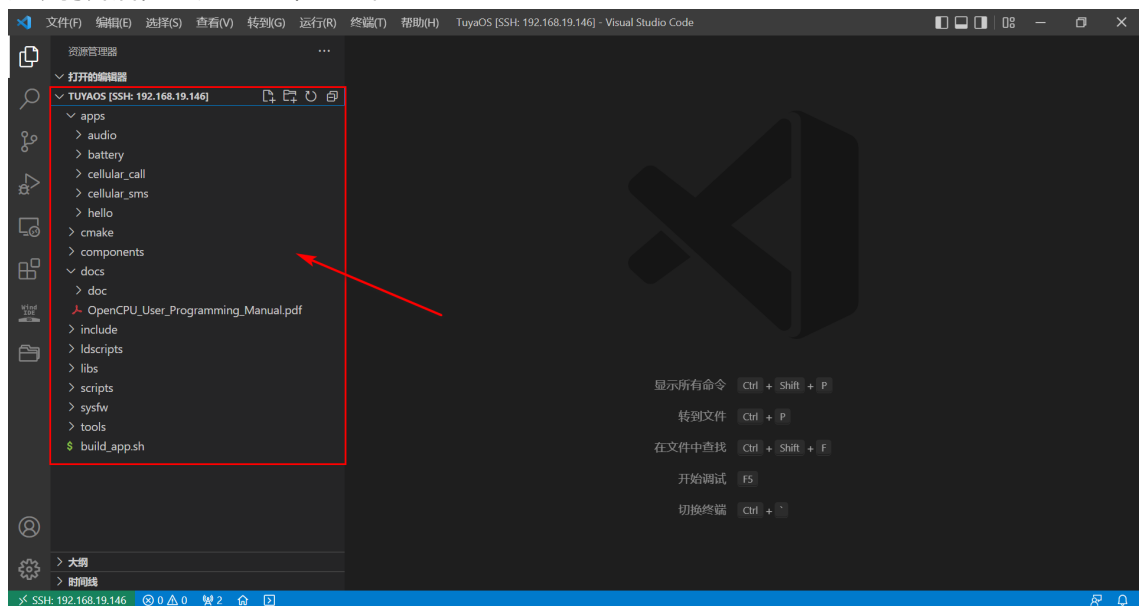 文件(F) 编辑(E) 选择(S) 查看(V) 转到(G) 运行(R) 终端(T) 帮助(H) TuyaOS [SSH: 192.168.19.146] - Visual Studio Code
资源管理器
打开的编辑器
TUYAOS [SSH: 192.168.19.146]
apps
audio
battery
cellular_call
cellular_sms
hello
cmake
components
docs
doc
OpenCPU_User_Programming_Manual.pdf
include
ldscripts
libs
scripts
sysfw
tools
$ build_app.sh
Wind
IDE
显示所有命令 Ctrl + Shift + P
转到文件 Ctrl + P
在文件中查找 Ctrl + Shift + F
开始调试 F5
切换终端 Ctrl + `
大纲
时间线
SSH: 192.168.19.146 0 0 2